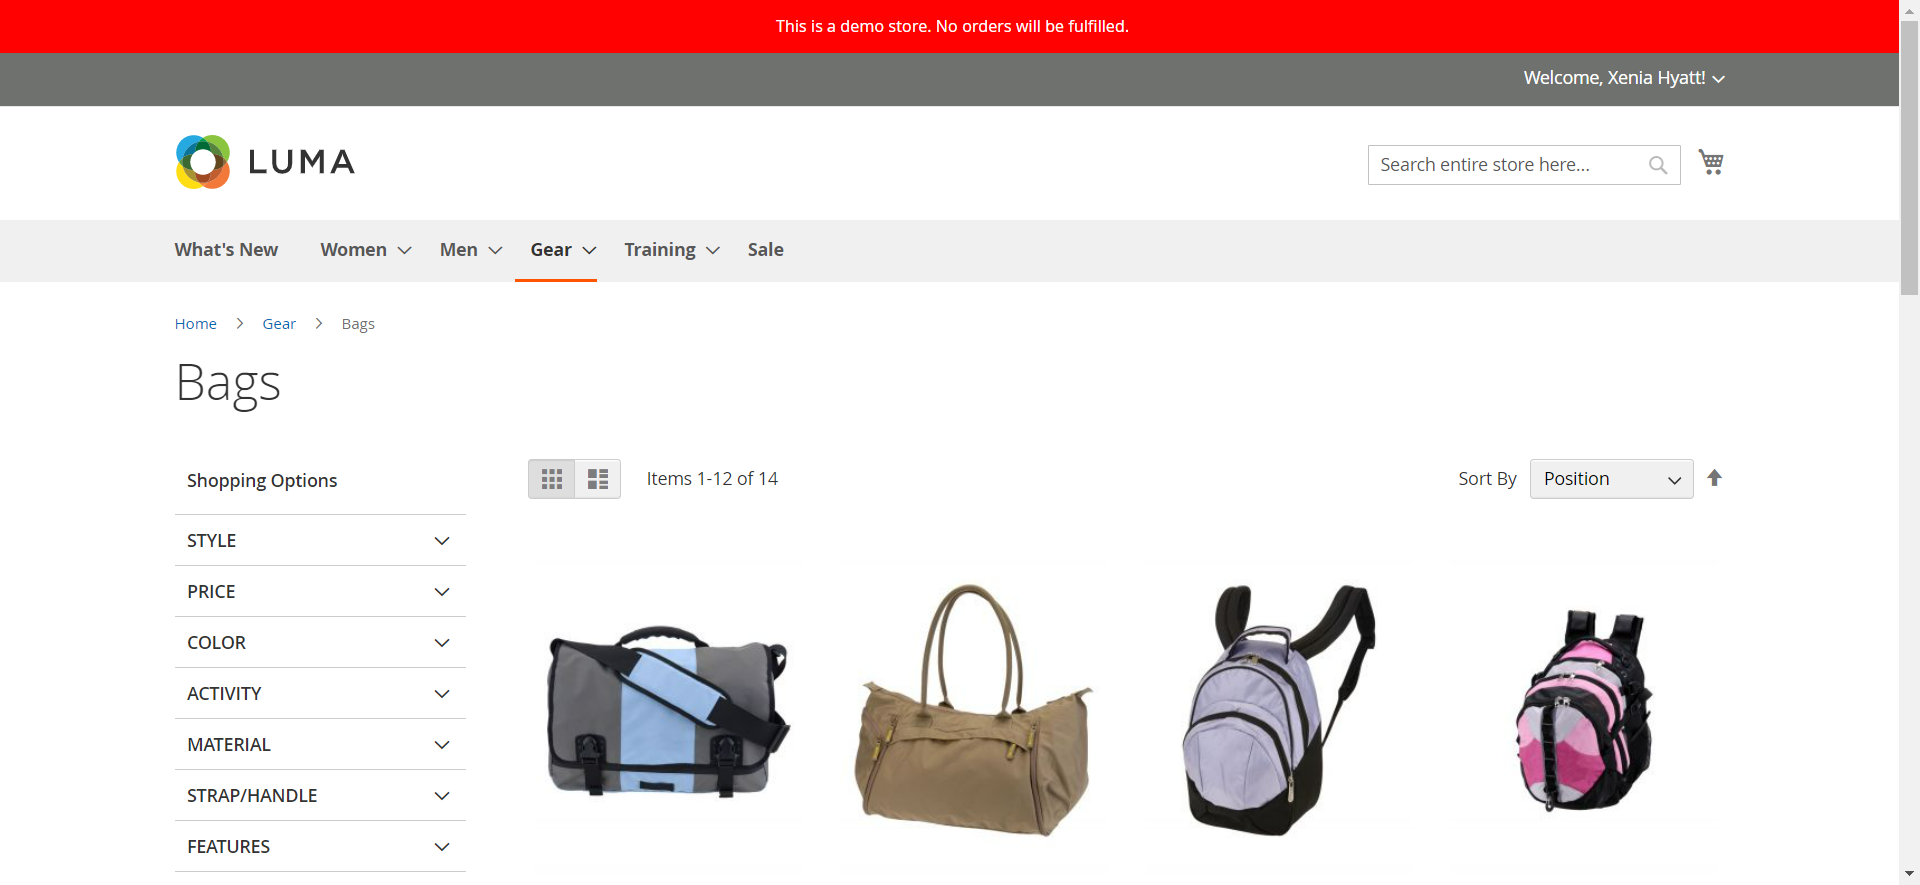 This is a demo store. No orders will be fulfilled.
Welcome, Xenia Hyatt!
LUMA
Search entire store here...
What's New Women Men Gear Training Sale
Home Gear Bags
Bags
Shopping Options
Items 1-12 of 14
Sort By Position
STYLE
PRICE
COLOR
ACTIVITY
MATERIAL
STRAP/HANDLE
FEATURES